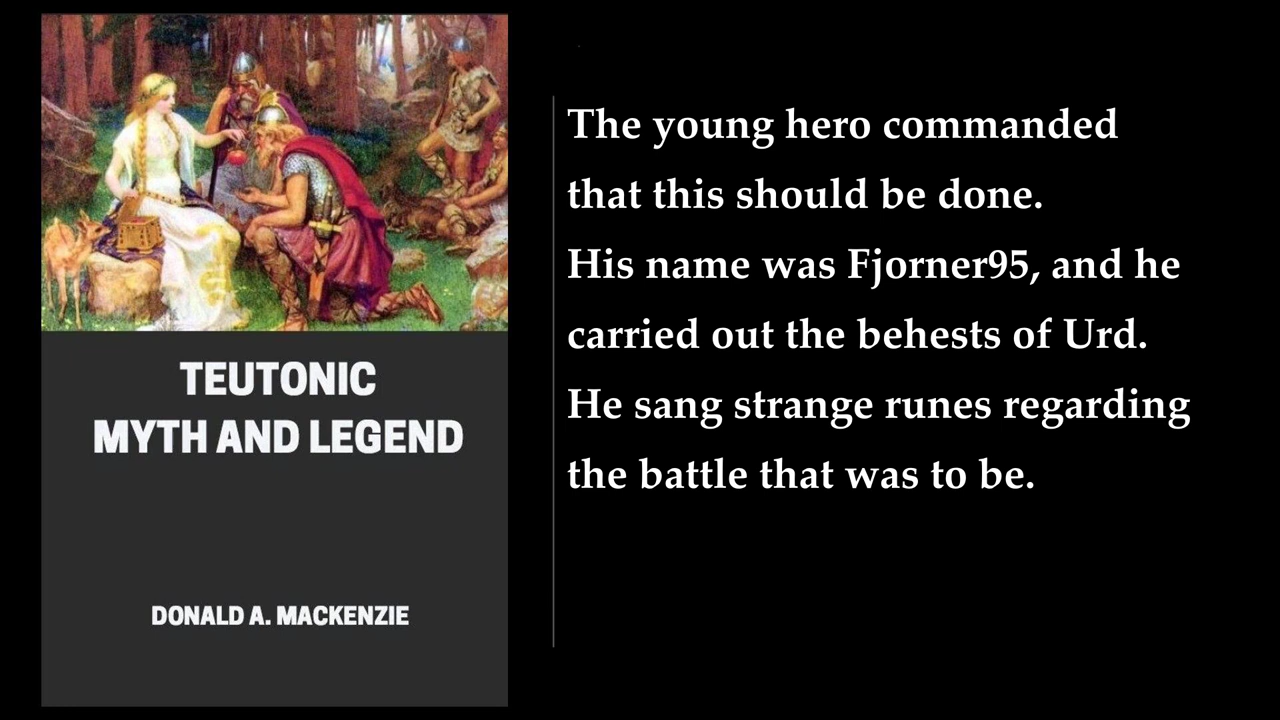 TEUTONIC
MYTH AND LEGEND
DONALD A. MACKENZIE
The young hero commanded
that this should be done.
His name was Fjorner95, and he
carried out the behests of Urd.
He sang strange runes regarding
the battle that was to be.